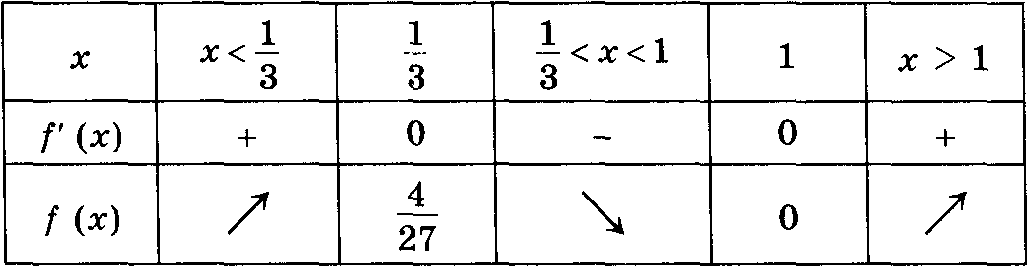 x x < 1/3 1/3 1/3 < x < 1 1 x > 1
f' (x) + 0 − 0 +
f (x) ↗ 4/27 ↘ 0 ↗